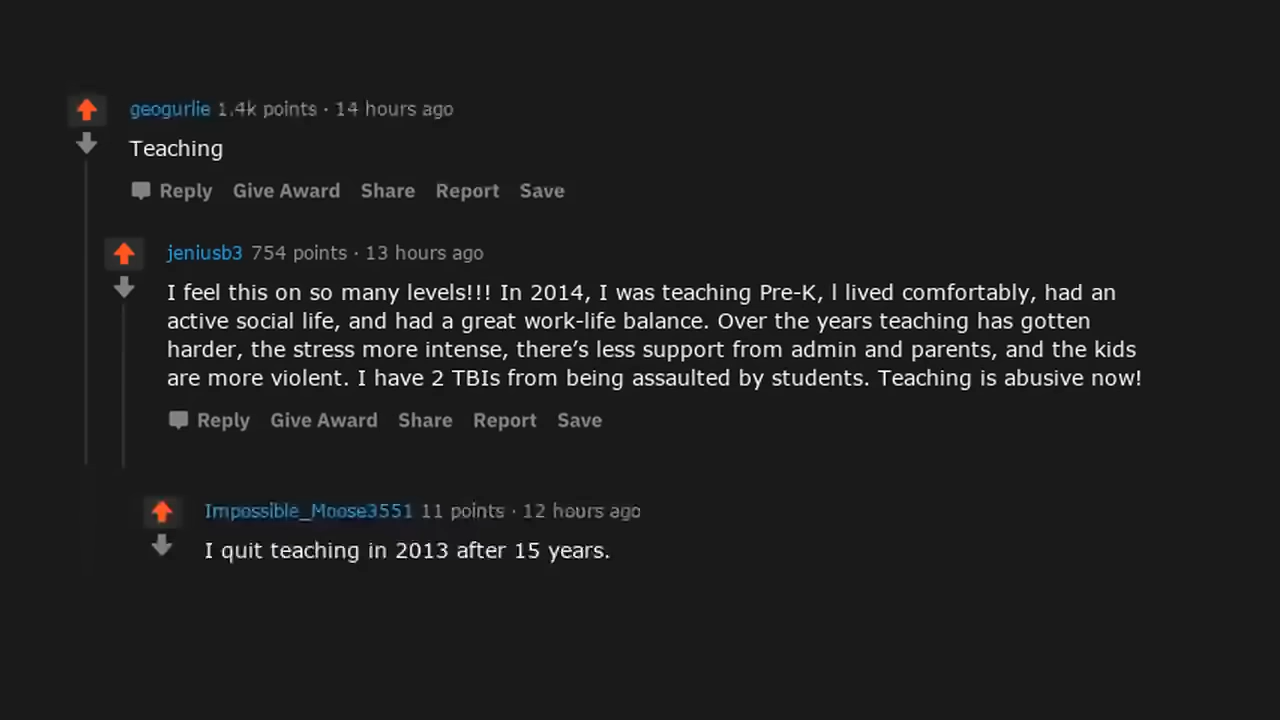 geogurlie 1.4k points · 14 hours ago
Teaching
Reply Give Award Share Report Save
jeniusb3 754 points · 13 hours ago
I feel this on so many levels!!! In 2014, I was teaching Pre-K, l lived comfortably, had an
active social life, and had a great work-life balance. Over the years teaching has gotten
harder, the stress more intense, there’s less support from admin and parents, and the kids
are more violent. I have 2 TBIs from being assaulted by students. Teaching is abusive now!
Reply Give Award Share Report Save
Impossible_Moose3551 11 points · 12 hours ago
I quit teaching in 2013 after 15 years.